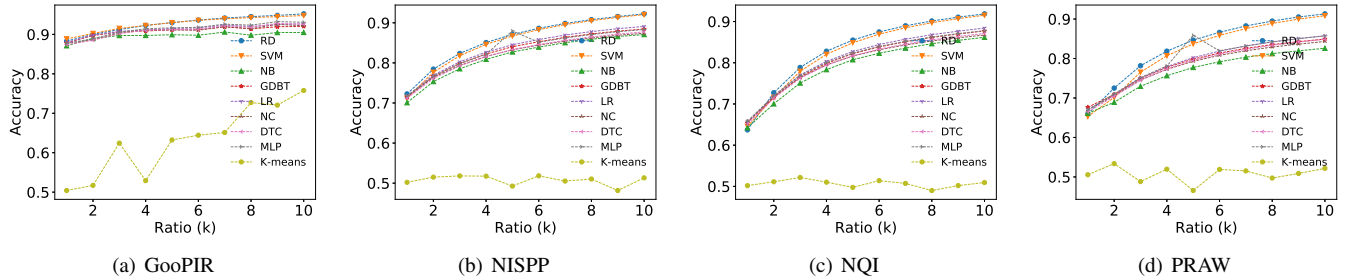 Accuracy
0.9
0.8
0.7
0.6
0.5
2
4
6
8
10
Ratio (k)
RD
SVM
NB
GDBT
LR
NC
DTC
MLP
K-means
(a) GooPIR
Accuracy
0.9
0.8
0.7
0.6
0.5
2
4
6
8
10
Ratio (k)
RD
SVM
NB
GDBT
LR
NC
DTC
MLP
K-means
(b) NISPP
Accuracy
0.9
0.8
0.7
0.6
0.5
2
4
6
8
10
Ratio (k)
RD
SVM
NB
GDBT
LR
NC
DTC
MLP
K-means
(c) NQI
Accuracy
0.9
0.8
0.7
0.6
0.5
2
4
6
8
10
Ratio (k)
RD
SVM
NB
GDBT
LR
NC
DTC
MLP
K-means
(d) PRAW